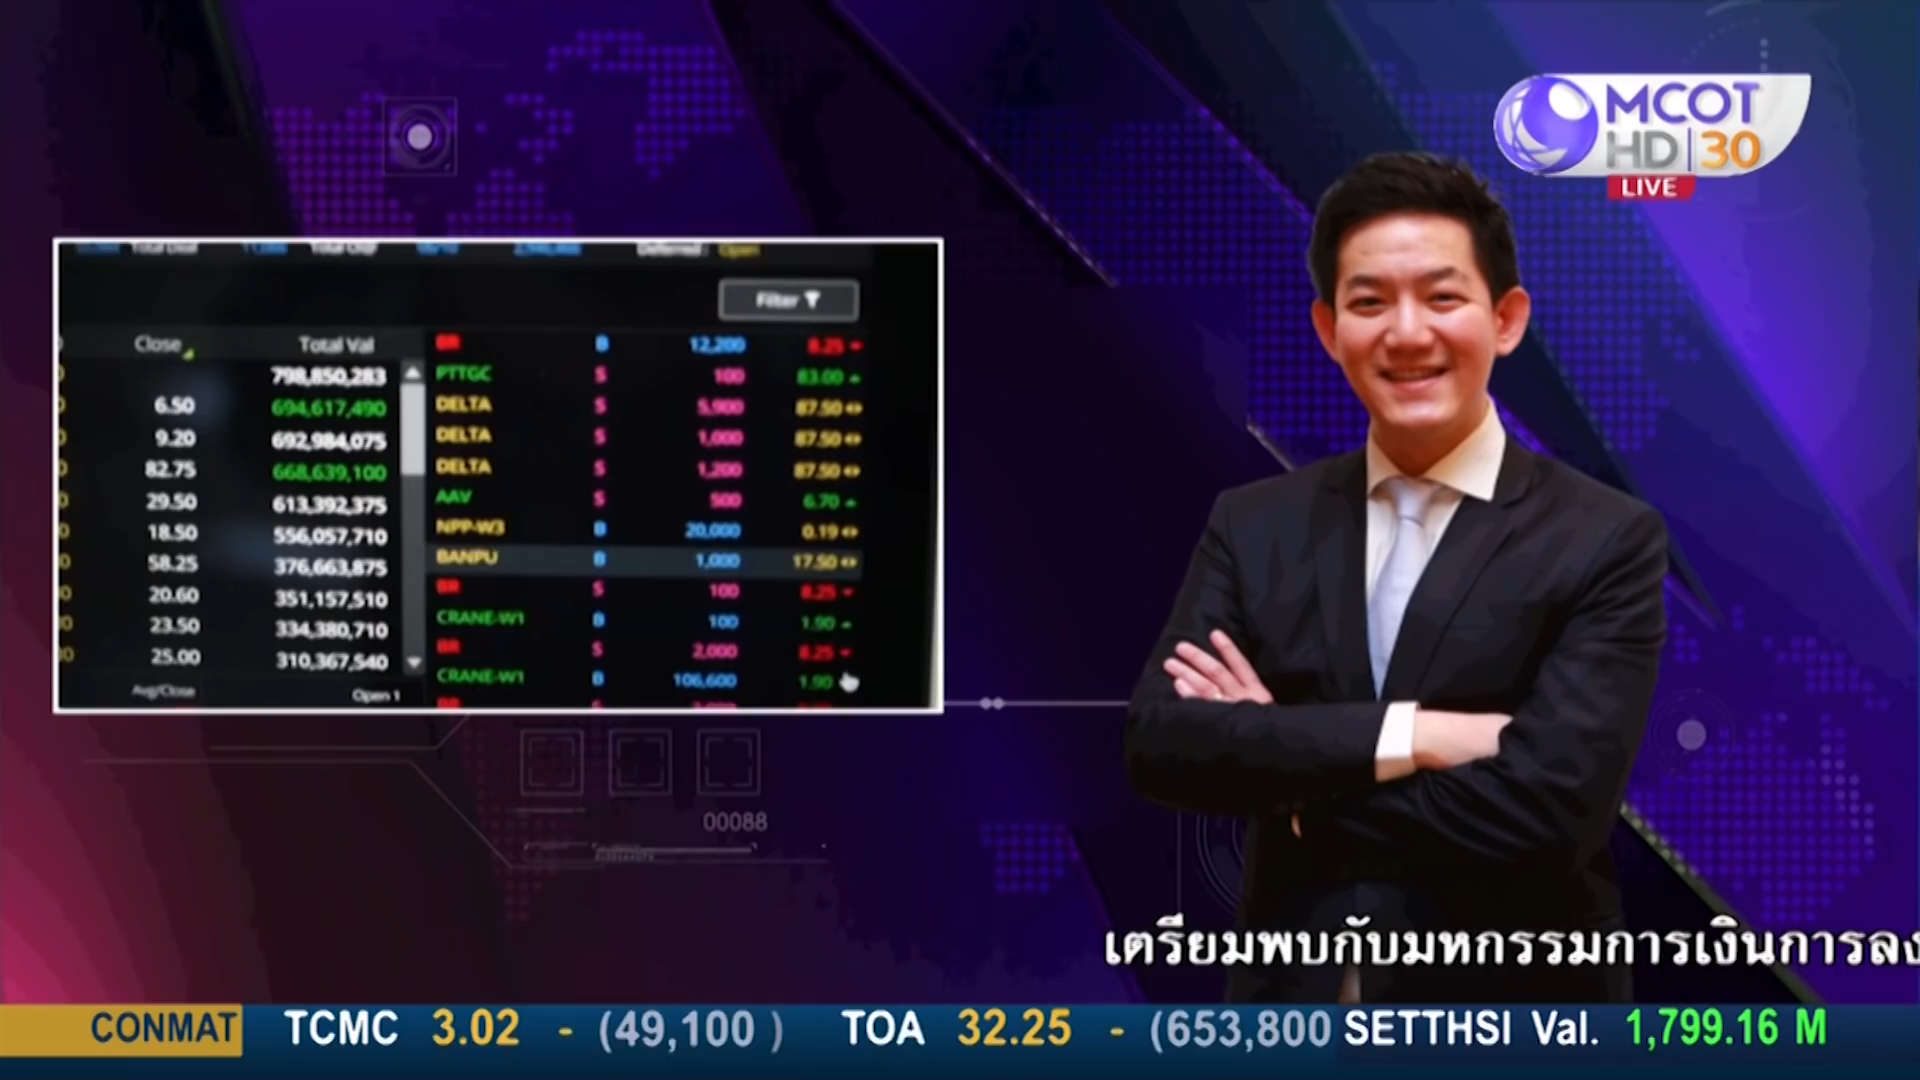 MCOT
HD 30
LIVE
Filter
Close Total Val
798,850,283
6.50 694,617,490
9.20 692,984,075
82.75 668,639,100
29.50 613,392,375
18.50 556,057,710
58.25 376,663,875
20.60 351,157,510
23.50 334,380,710
25.00 310,367,540
Avg/Close Open 1
BR B 12,200 8.25
PTTGC S 100 83.00
DELTA S 5,900 87.50
DELTA S 1,000 87.50
DELTA S 1,200 87.50
AAV S 500 6.70
NPP-W3 B 20,000 0.19
BANPU B 1,000 17.50
BR S 100 8.25
CRANE-W1 B 100 1.90
BR S 2,000 8.25
CRANE-W1 B 106,600 1.90
00088
เตรียมพบกับมหกรรมการเงินการลง
CONMAT TCMC 3.02 - (49,100 ) TOA 32.25 - (653,800 SETTHSI Val. 1,799.16 M